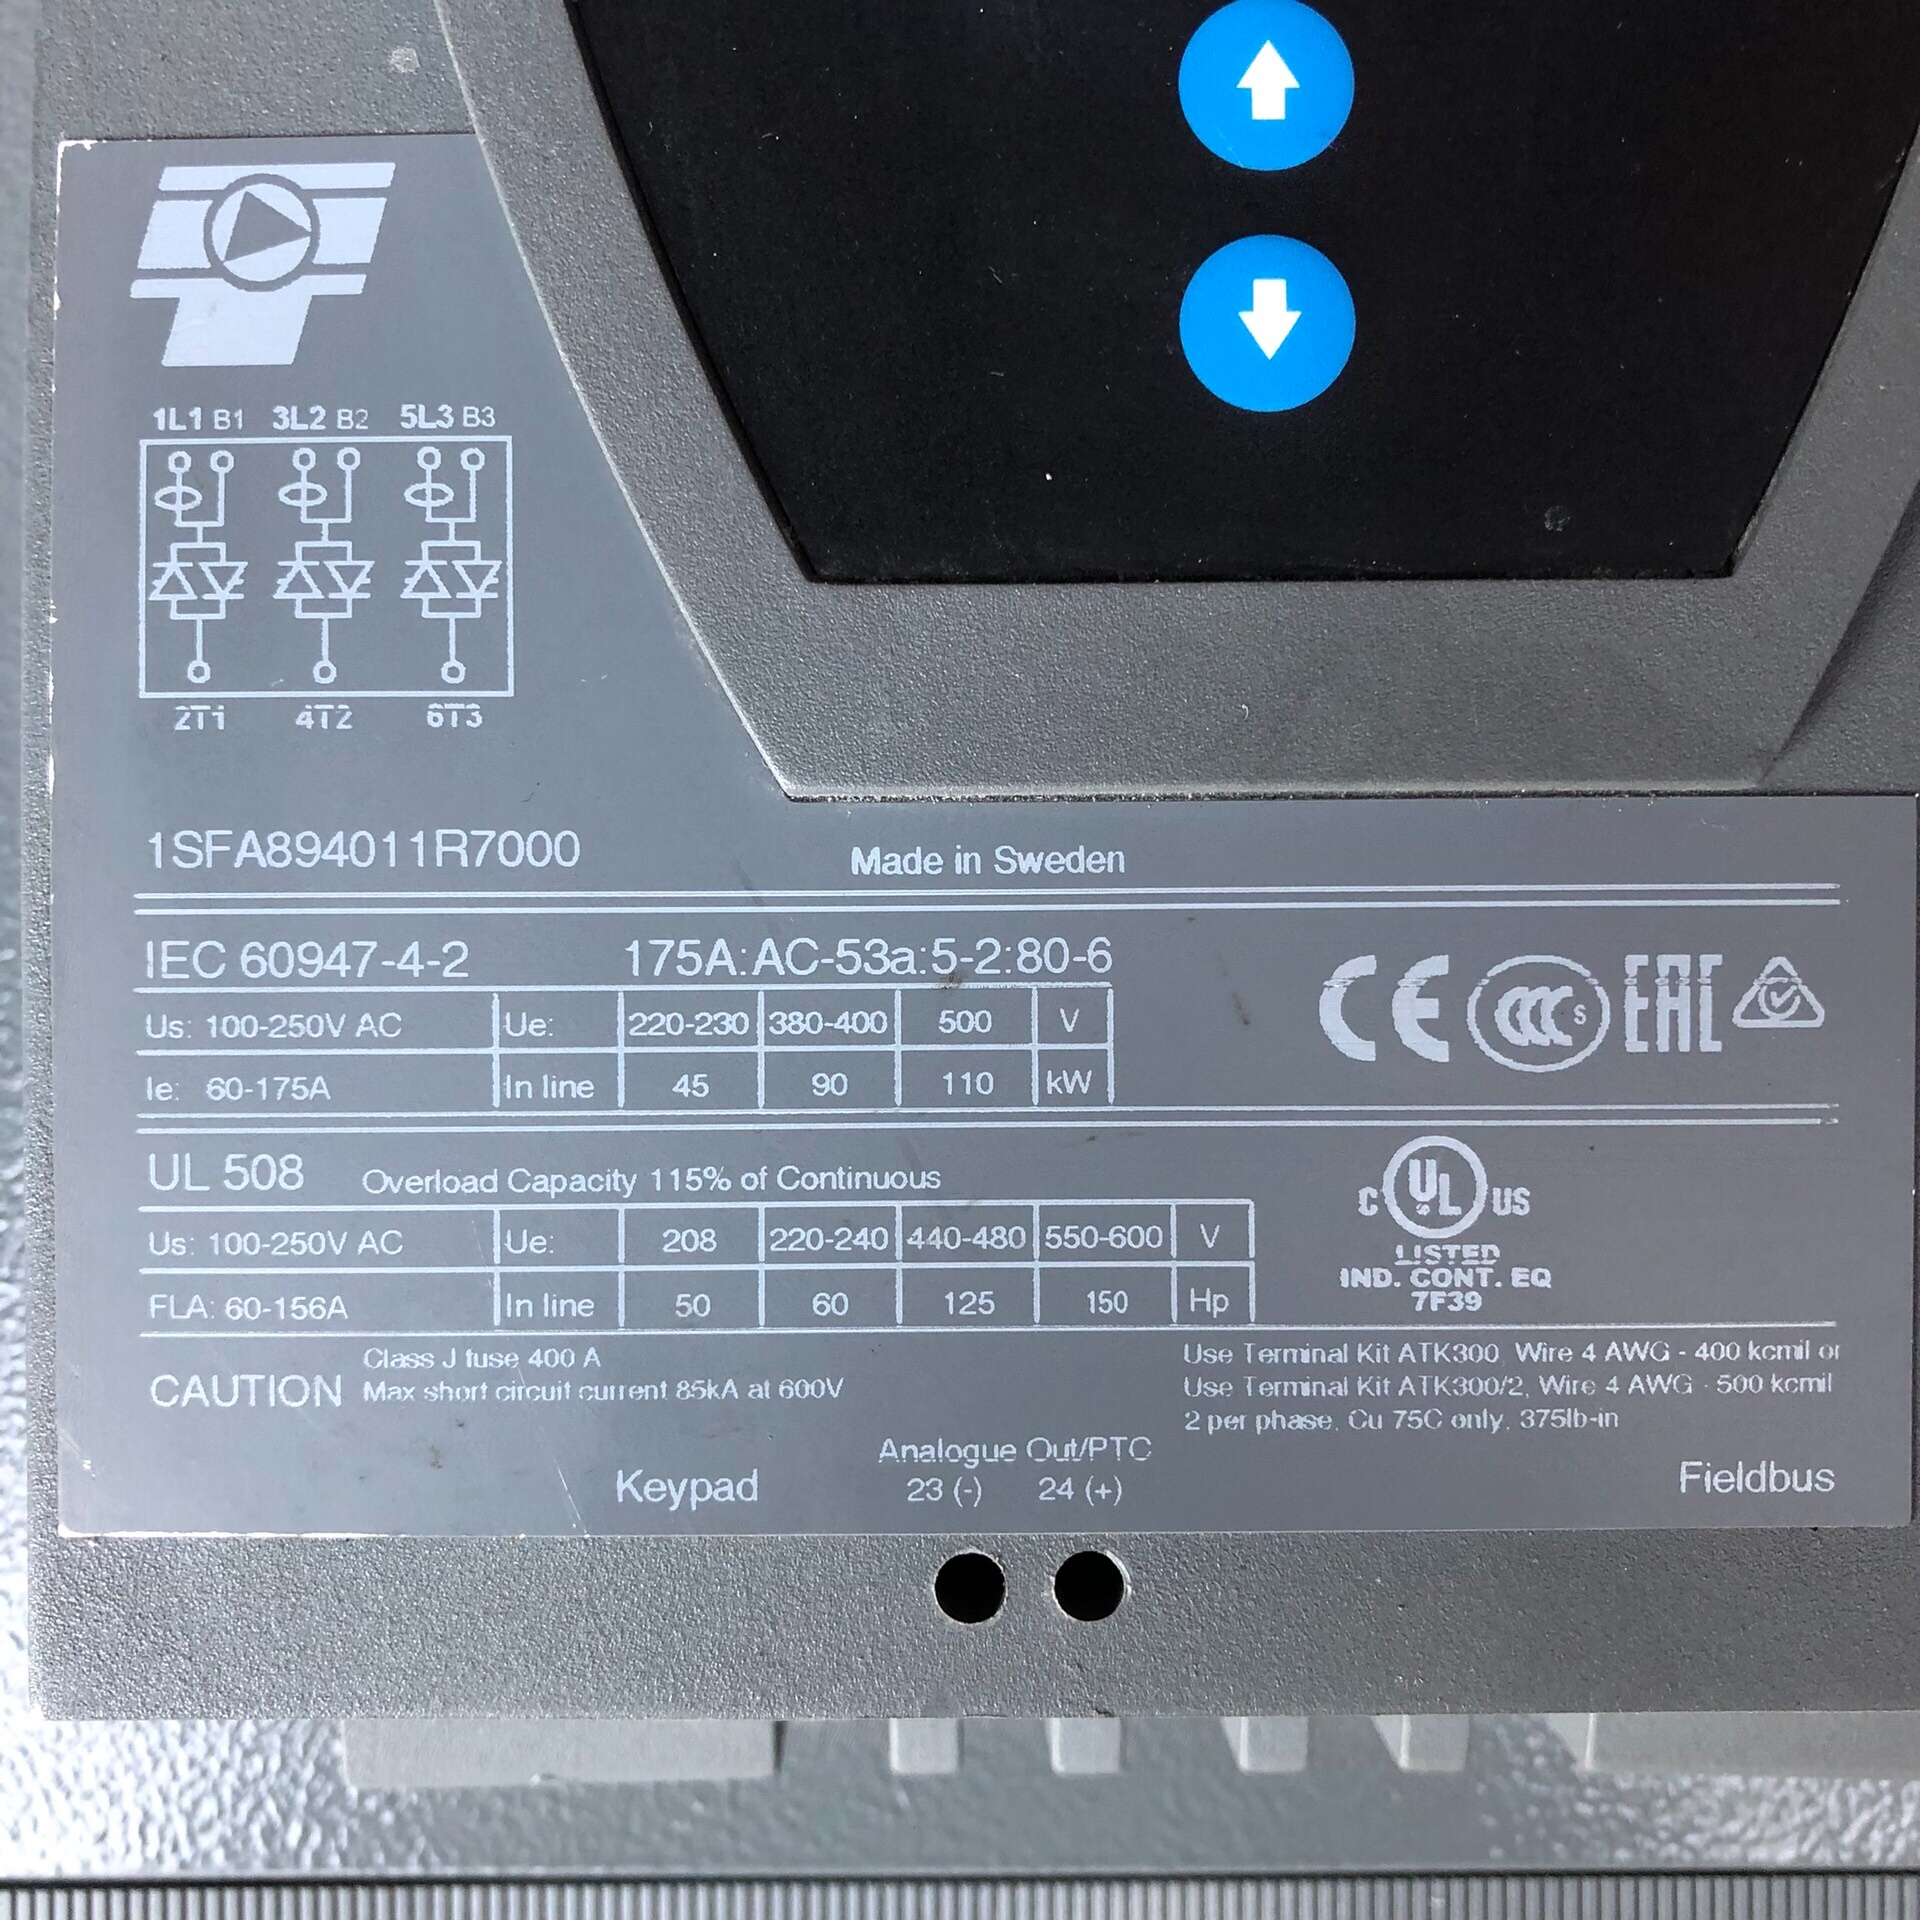 1L1 B1 3L2 B2 5L3 B3
2T1 4T2 6T3
1SFA894011R7000
Made in Sweden
IEC 60947-4-2 175A:AC-53a:5-2:80-6
Us: 100-250V AC Ue: 220-230 380-400 500 V
Ie: 60-175A In line 45 90 110 kW
CE CCC S EAC
UL 508 Overload Capacity 115% of Continuous
Us: 100-250V AC Ue: 208 220-240 440-480 550-600 V
FLA: 60-156A In line 50 60 125 150 Hp
C UL US
LISTED
IND. CONT. EQ
7F39
CAUTION
Class J fuse 400 A
Max short circuit current 85kA at 600V
Use Terminal Kit ATK300, Wire 4 AWG - 400 kcmil or
Use Terminal Kit ATK300/2, Wire 4 AWG - 500 kcmil
2 per phase, Cu 75C only, 375lb-in
Keypad
Analogue Out/PTC
23 (-) 24 (+)
Fieldbus